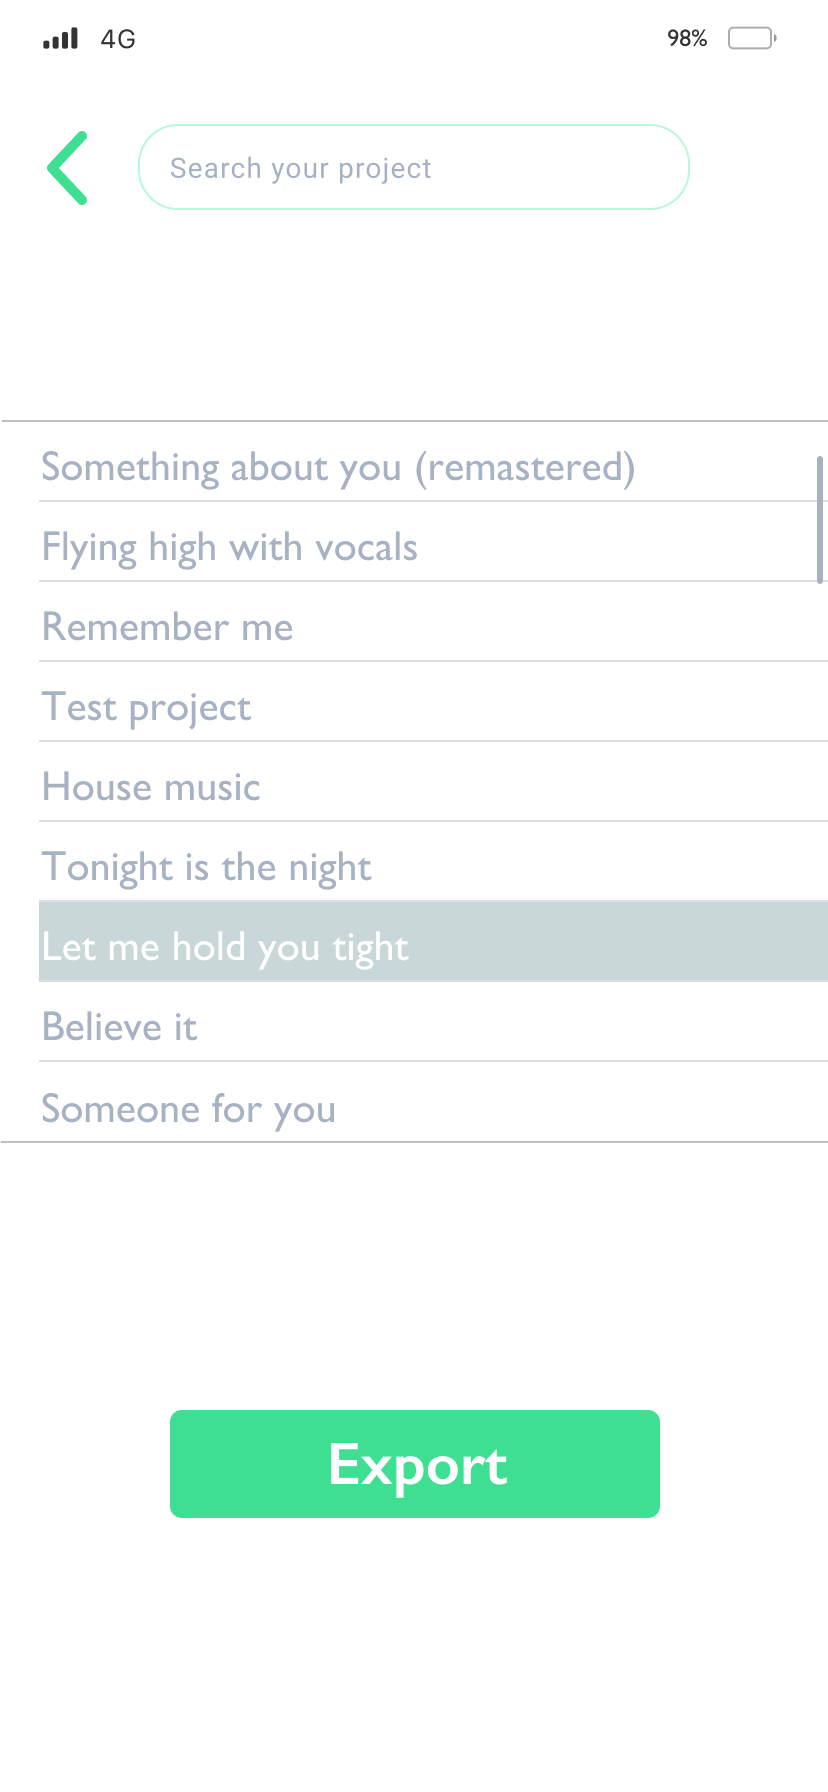 4G
98%
Search your project
Something about you (remastered)
Flying high with vocals
Remember me
Test project
House music
Tonight is the night
Let me hold you tight
Believe it
Someone for you
Export